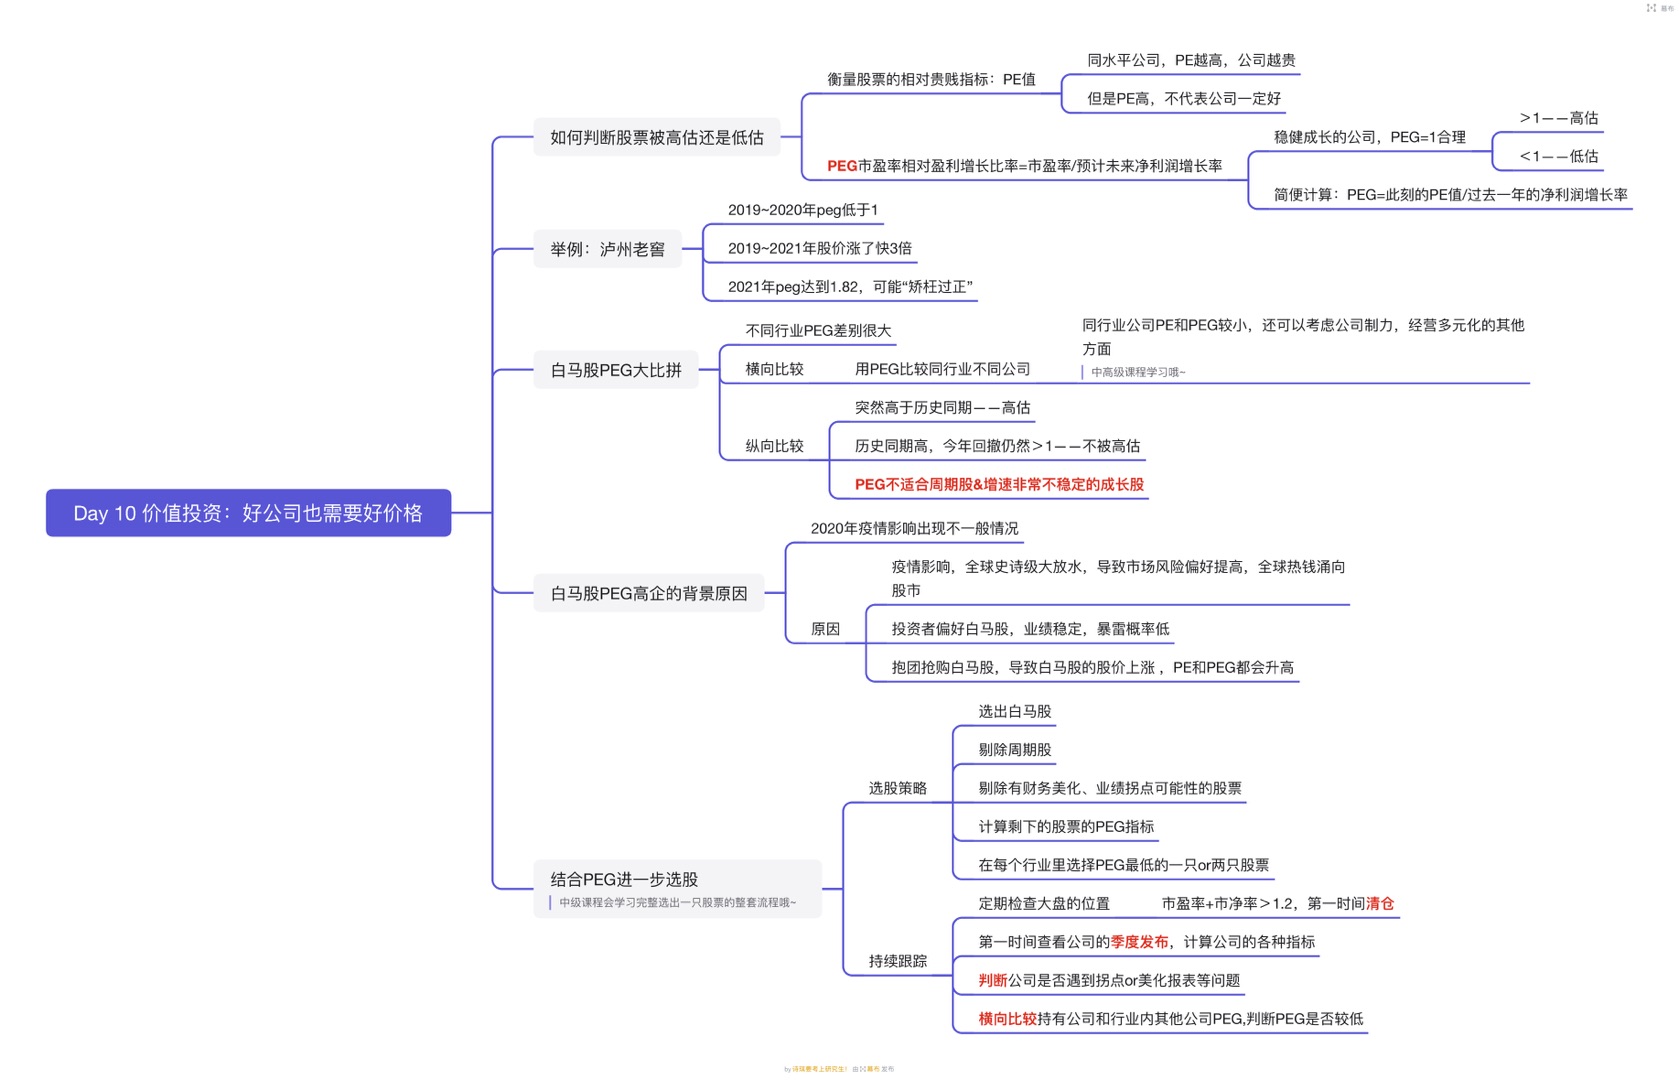 幕布
同水平公司，PE越高，公司越贵
衡量股票的相对贵贱指标：PE值
但是PE高，不代表公司一定好
＞1——高估
稳健成长的公司，PEG=1合理
＜1——低估
如何判断股票被高估还是低估
PEG市盈率相对盈利增长比率=市盈率/预计未来净利润增长率
简便计算：PEG=此刻的PE值/过去一年的净利润增长率
2019~2020年peg低于1
举例：泸州老窖
2019~2021年股价涨了快3倍
2021年peg达到1.82，可能“矫枉过正”
不同行业PEG差别很大
同行业公司PE和PEG较小，还可以考虑公司制力，经营多元化的其他
方面
白马股PEG大比拼
横向比较
用PEG比较同行业不同公司
中高级课程学习哦~
突然高于历史同期——高估
纵向比较
历史同期高，今年回撤仍然＞1——不被高估
PEG不适合周期股&增速非常不稳定的成长股
Day 10 价值投资：好公司也需要好价格
2020年疫情影响出现不一般情况
疫情影响，全球史诗级大放水，导致市场风险偏好提高，全球热钱涌向
股市
白马股PEG高企的背景原因
原因
投资者偏好白马股，业绩稳定，暴雷概率低
抱团抢购白马股，导致白马股的股价上涨 ，PE和PEG都会升高
选出白马股
剔除周期股
选股策略
剔除有财务美化、业绩拐点可能性的股票
计算剩下的股票的PEG指标
在每个行业里选择PEG最低的一只or两只股票
结合PEG进一步选股
中级课程会学习完整选出一只股票的整套流程哦~
定期检查大盘的位置
市盈率+市净率＞1.2，第一时间清仓
第一时间查看公司的季度发布，计算公司的各种指标
持续跟踪
判断公司是否遇到拐点or美化报表等问题
横向比较持有公司和行业内其他公司PEG,判断PEG是否较低